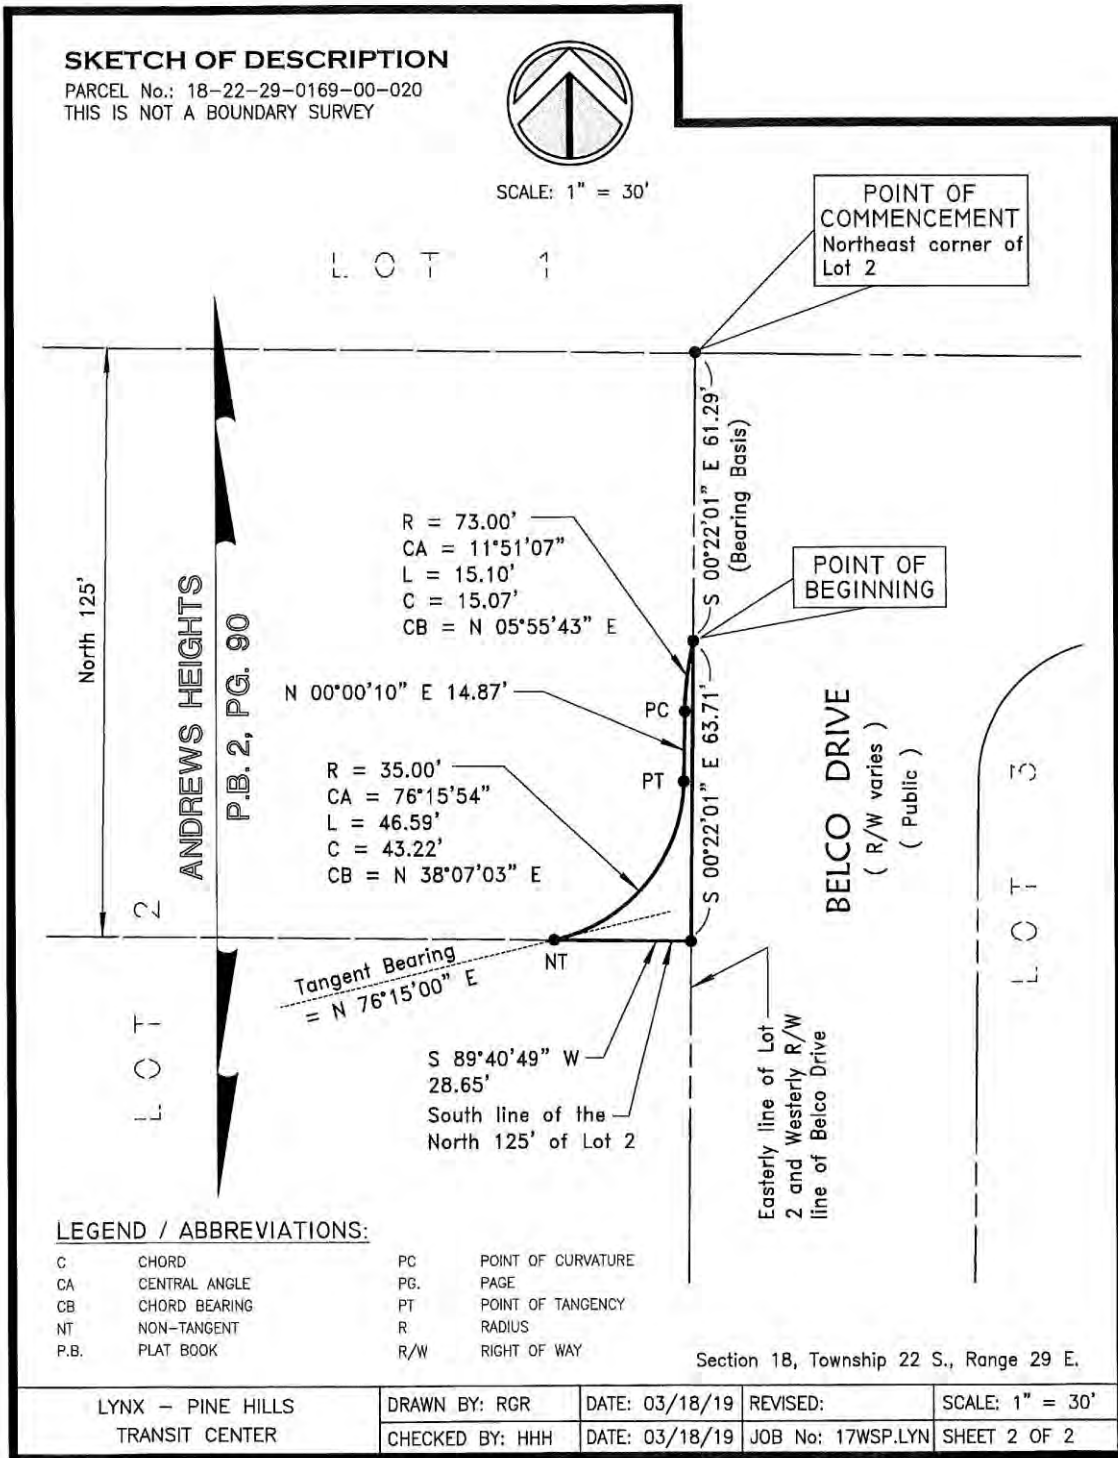 SKETCH OF DESCRIPTION
PARCEL No.: 18-22-29-0169-00-020
THIS IS NOT A BOUNDARY SURVEY
SCALE: 1" = 30'
POINT OF
COMMENCEMENT
Northeast corner of
Lot 2
LOT 1
S 00°22'01" E 61.29'
(Bearing Basis)
R = 73.00'
CA = 11°51'07"
L = 15.10'
C = 15.07'
CB = N 05°55'43" E
POINT OF
BEGINNING
North 125'
ANDREWS HEIGHTS
P.B. 2, PG. 90
N 00°00'10" E 14.87'
PC
PT
S 00°22'01" E 63.71'
R = 35.00'
CA = 76°15'54"
L = 46.59'
C = 43.22'
CB = N 38°07'03" E
BELCO DRIVE
( R/W varies )
( Public )
LOT 3
LOT 2
NT
Tangent Bearing
= N 76°15'00" E
S 89°40'49" W
28.65'
South line of the
North 125' of Lot 2
Easterly line of Lot
2 and Westerly R/W
line of Belco Drive
LEGEND / ABBREVIATIONS:
C CHORD
CA CENTRAL ANGLE
CB CHORD BEARING
NT NON-TANGENT
P.B. PLAT BOOK
PC POINT OF CURVATURE
PG. PAGE
PT POINT OF TANGENCY
R RADIUS
R/W RIGHT OF WAY
Section 18, Township 22 S., Range 29 E.
LYNX - PINE HILLS
TRANSIT CENTER
DRAWN BY: RGR
DATE: 03/18/19
REVISED:
SCALE: 1" = 30'
CHECKED BY: HHH
DATE: 03/18/19
JOB No: 17WSP.LYN
SHEET 2 OF 2